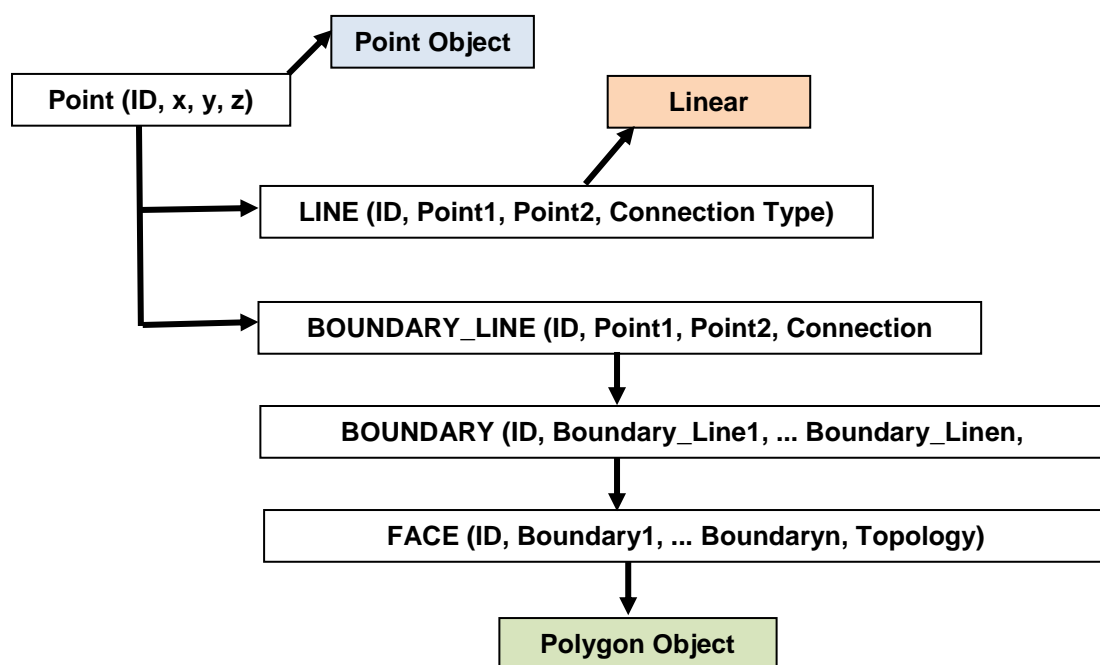 Point Object
Point (ID, x, y, z)
Linear
LINE (ID, Point1, Point2, Connection Type)
BOUNDARY_LINE (ID, Point1, Point2, Connection
BOUNDARY (ID, Boundary_Line1, ... Boundary_Linen,
FACE (ID, Boundary1, ... Boundaryn, Topology)
Polygon Object